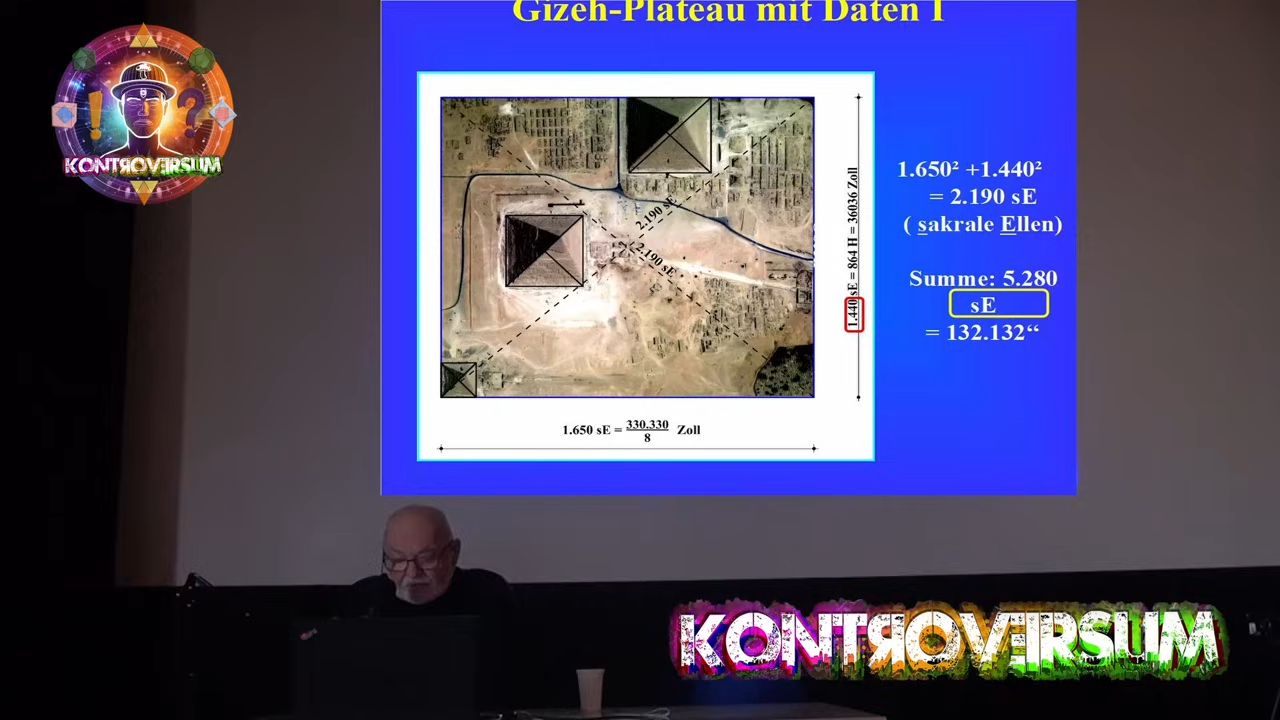 Gizeh-Plateau mit Daten I
! ?
KONTROVERSUM
2.190 sE
2.190 sE
1.440 sE = 864 H = 36036 Zoll
1.650 sE = 330.330
8
Zoll
1.650² +1.440²
= 2.190 sE
( sakrale Ellen)
Summe: 5.280
sE
= 132.132“
KONTROVERSUM